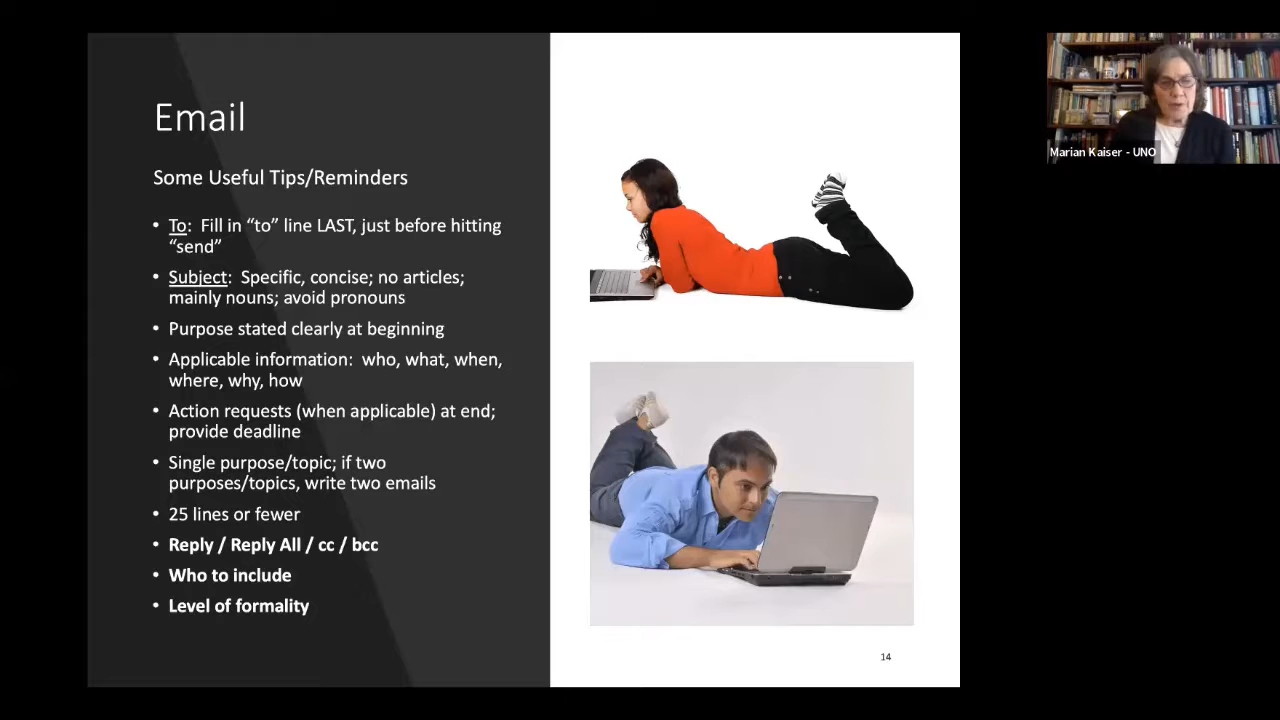 Email
Some Useful Tips/Reminders
• To: Fill in “to” line LAST, just before hitting
“send”
• Subject: Specific, concise; no articles;
mainly nouns; avoid pronouns
• Purpose stated clearly at beginning
• Applicable information: who, what, when,
where, why, how
• Action requests (when applicable) at end;
provide deadline
• Single purpose/topic; if two
purposes/topics, write two emails
• 25 lines or fewer
• Reply / Reply All / cc / bcc
• Who to include
• Level of formality
14
Marian Kaiser - UNO